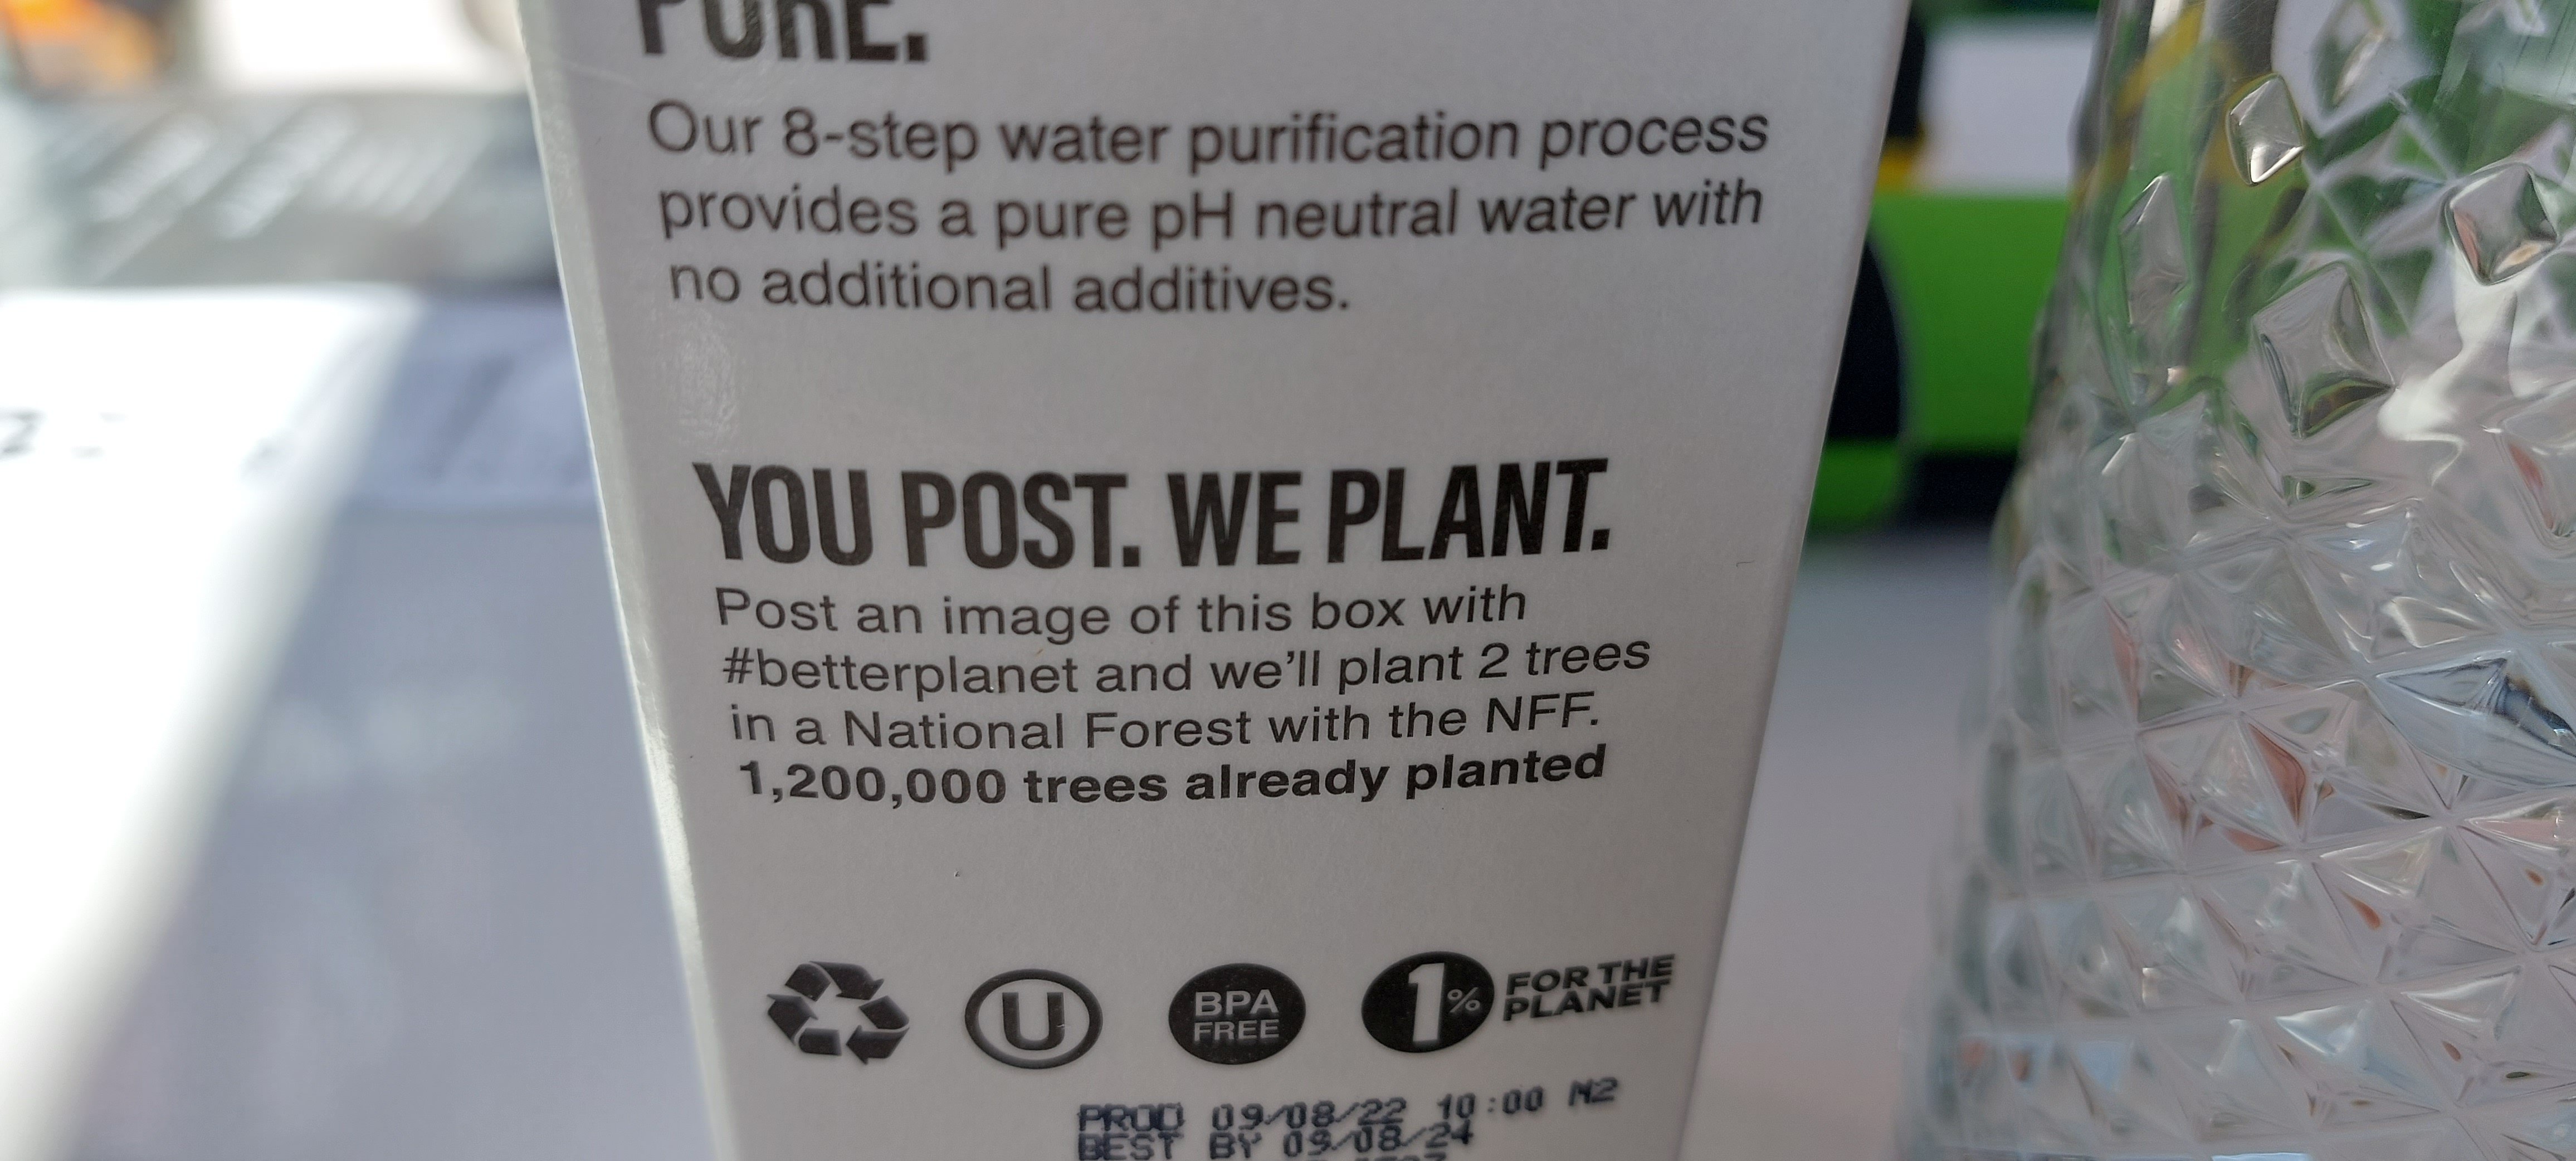 PURE.
Our 8-step water purification process
provides a pure pH neutral water with
no additional additives.
YOU POST. WE PLANT.
Post an image of this box with
#betterplanet and we'll plant 2 trees
in a National Forest with the NFF.
1,200,000 trees already planted
U
BPA
FREE
1%
FOR THE
PLANET
PROD 09/08/22 10:00 M2
BEST BY 09/08/24